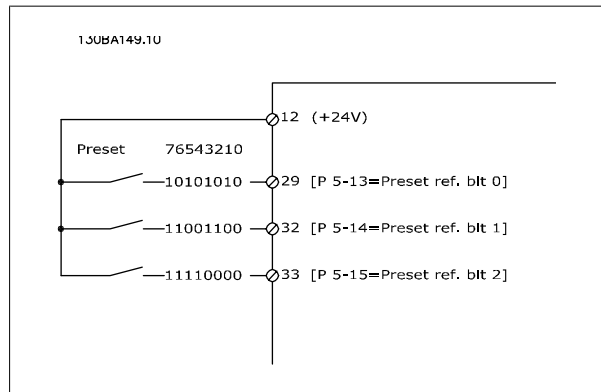 130BA149.10
12 (+24V)
Preset 76543210
10101010 29 [P 5-13=Preset ref. bit 0]
11001100 32 [P 5-14=Preset ref. bit 1]
11110000 33 [P 5-15=Preset ref. bit 2]